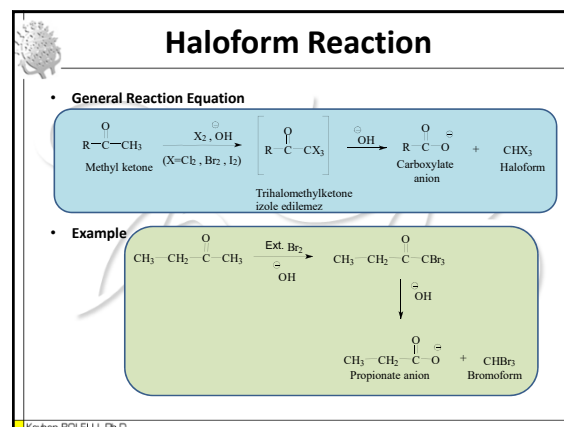 Haloform Reaction
• General Reaction Equation
O
R—C—CH3
Methyl ketone
X2 , ⊖OH
(X=Cl2 , Br2 , I2)
O
R—C—CX3
Trihalomethylketone
izole edilemez
⊖OH
O ⊖
R—C—O
Carboxylate
anion
+
CHX3
Haloform
• Example
O
CH3—CH2—C—CH3
Ext. Br2
⊖OH
O
CH3—CH2—C—CBr3
⊖OH
O ⊖
CH3—CH2—C—O
Propionate anion
+
CHBr3
Bromoform